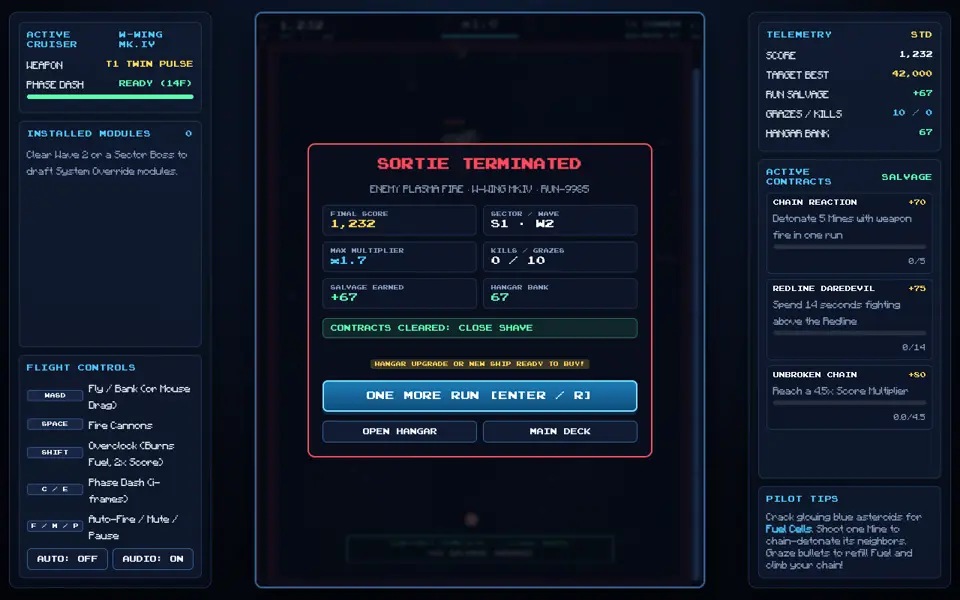 ACTIVE CRUISER
W-WING MK.IV
WEAPON T1 TWIN PULSE
PHASE DASH READY (14F)
INSTALLED MODULES 0
Clear Wave 2 or a Sector Boss to
draft System Override modules.
FLIGHT CONTROLS
WASD Fly / Bank (or Mouse
Drag)
SPACE Fire Cannons
SHIFT Overclock (Burns
Fuel, 2x Score)
C / E Phase Dash (i-
frames)
F / M / P Auto-Fire / Mute /
Pause
AUTO: OFF AUDIO: ON
1,232
SORTIE TERMINATED
ENEMY PLASMA FIRE · W-WING MK.IV · RUN-9985
FINAL SCORE
1,232
SECTOR / WAVE
S1 · W2
MAX MULTIPLIER
x1.7
KILLS / GRAZES
0 / 10
SALVAGE EARNED
+67
HANGAR BANK
67
CONTRACTS CLEARED: CLOSE SHAVE
HANGAR UPGRADE OR NEW SHIP READY TO BUY!
ONE MORE RUN [ENTER / R]
OPEN HANGAR
MAIN DECK
TELEMETRY STD
SCORE 1,232
TARGET BEST 42,000
RUN SALVAGE +67
GRAZES / KILLS 10 / 0
HANGAR BANK 67
ACTIVE CONTRACTS
SALVAGE
CHAIN REACTION +70
Detonate 5 Mines with weapon
fire in one run
0/5
REDLINE DAREDEVIL +75
Spend 14 seconds fighting
above the Redline
0/14
UNBROKEN CHAIN +80
Reach a 4.5x Score Multiplier
0.0/4.5
PILOT TIPS
Crack glowing blue asteroids for
Fuel Cells. Shoot one Mine to
chain-detonate its neighbors.
Graze bullets to refill Fuel and
climb your chain!